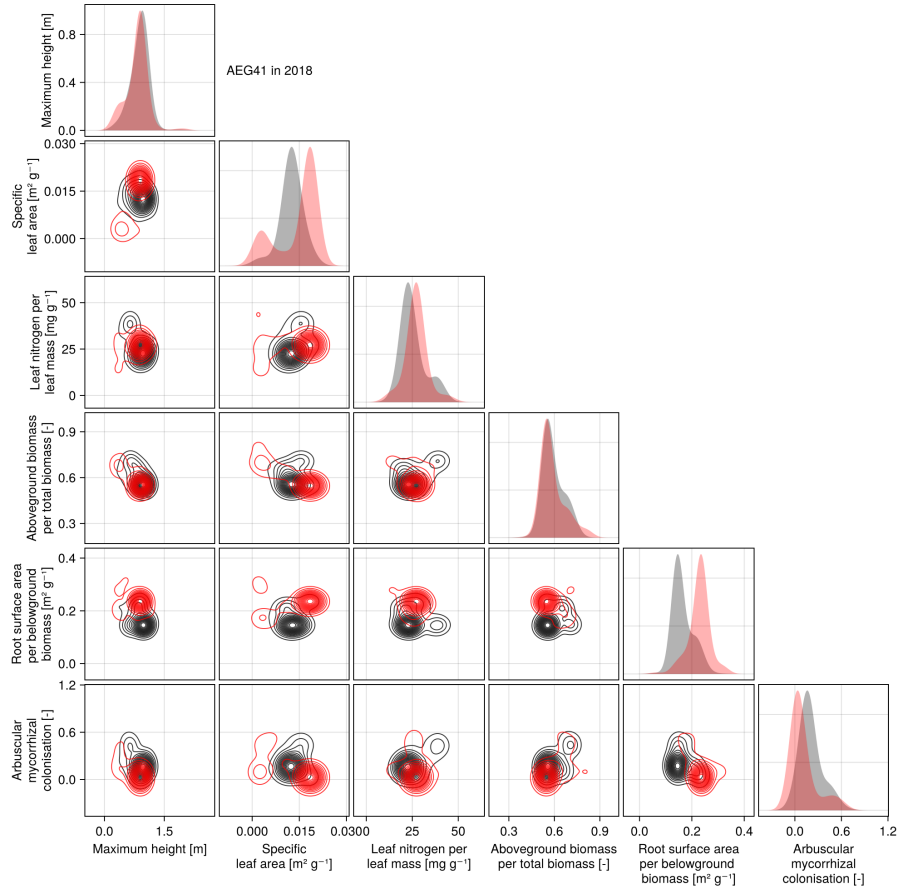 Maximum height [m]
0.8
0.4
0.0
AEG41 in 2018
Specific
leaf area [m² g⁻¹]
0.030
0.015
0.000
Leaf nitrogen per
leaf mass [mg g⁻¹]
50
25
0
Aboveground biomass
per total biomass [-]
0.9
0.6
0.3
Root surface area
per belowground
biomass [m² g⁻¹]
0.4
0.2
0.0
Arbuscular
mycorrhizal
colonisation [-]
1.2
0.6
0.0
0.0 1.5 0.000 0.015 0.0300 25 50 0.3 0.6 0.9 0.0 0.2 0.4 0.0 0.6 1.2
Maximum height [m]
Specific
leaf area [m² g⁻¹]
Leaf nitrogen per
leaf mass [mg g⁻¹]
Aboveground biomass
per total biomass [-]
Root surface area
per belowground
biomass [m² g⁻¹]
Arbuscular
mycorrhizal
colonisation [-]